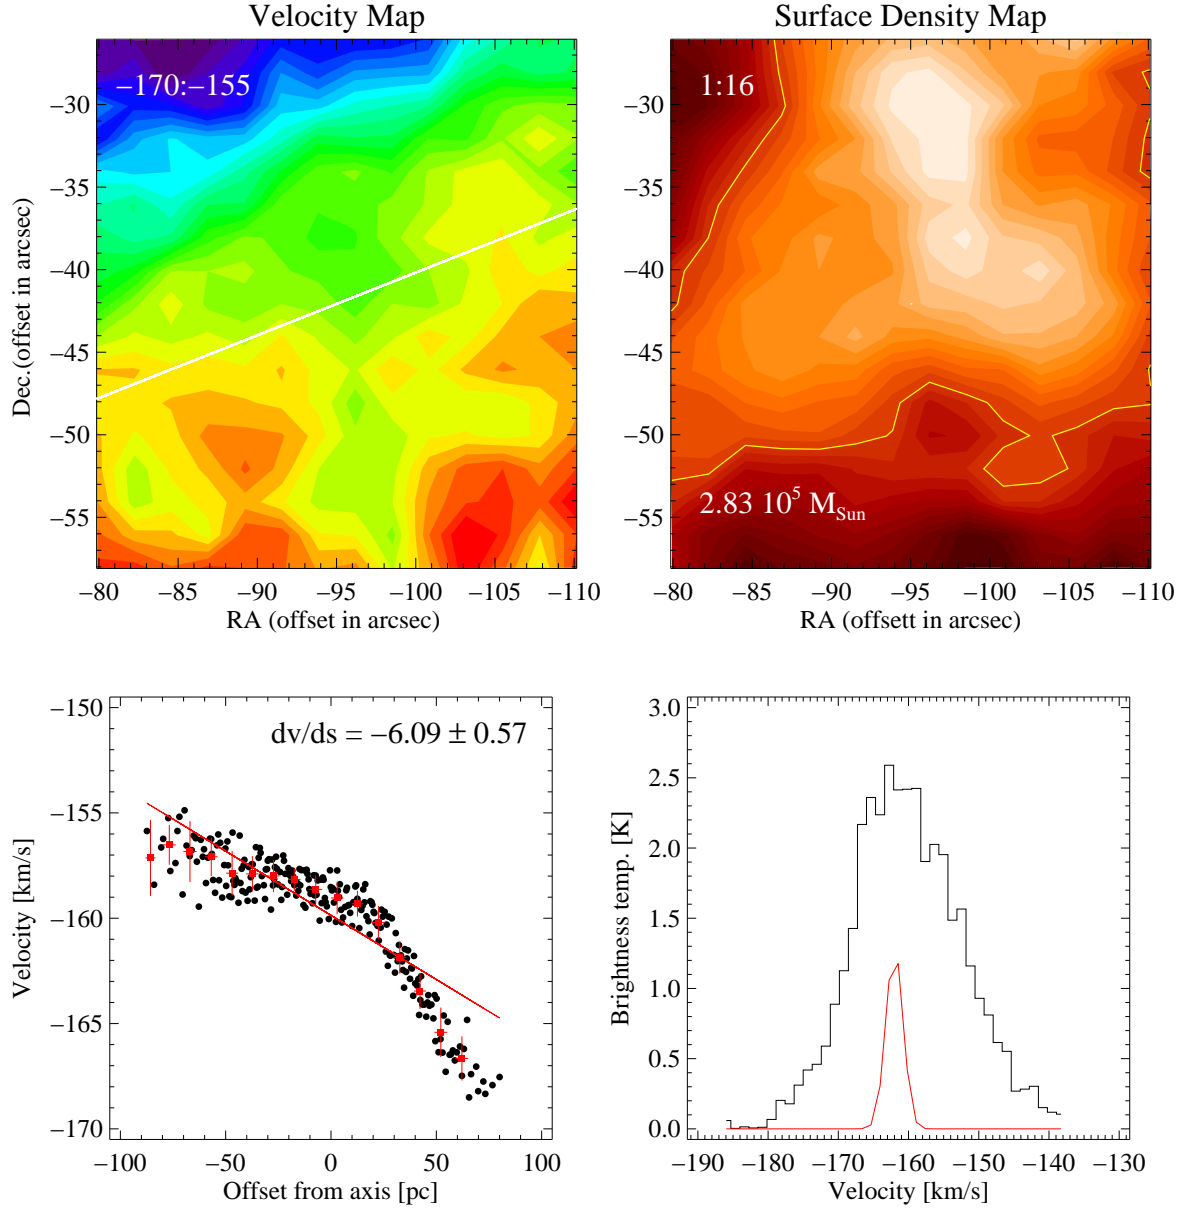 Velocity Map
Surface Density Map
−170:−155
1:16
2.83 10⁵ M_Sun
−30
−35
−40
−45
−50
−55
Dec.(offset in arcsec)
−30
−35
−40
−45
−50
−55
−80 −85 −90 −95 −100 −105 −110
RA (offset in arcsec)
−80 −85 −90 −95 −100 −105 −110
RA (offsett in arcsec)
dv/ds = −6.09 ± 0.57
−150
−155
−160
−165
−170
Velocity [km/s]
−100 −50 0 50 100
Offset from axis [pc]
3.0
2.5
2.0
1.5
1.0
0.5
0.0
Brightness temp. [K]
−190 −180 −170 −160 −150 −140 −130
Velocity [km/s]